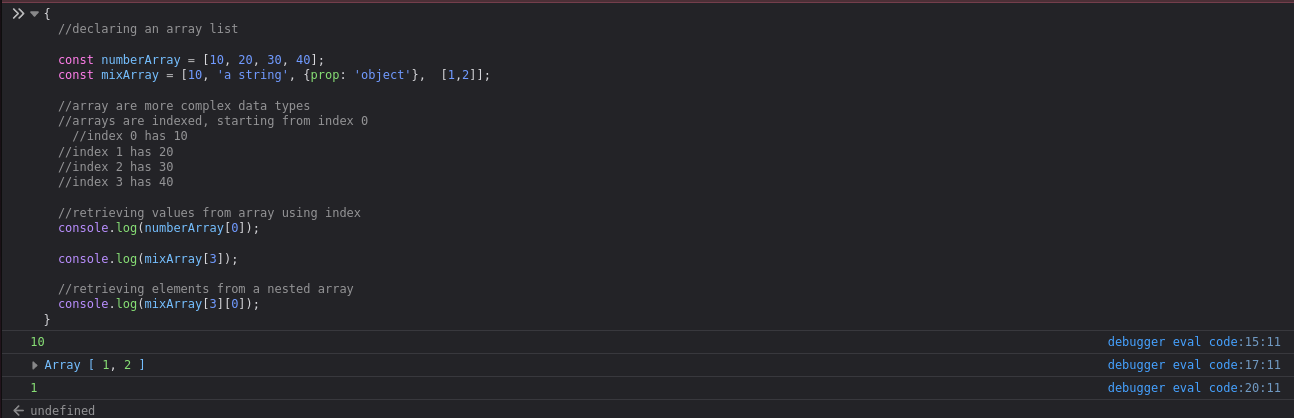 {
//declaring an array list
const numberArray = [10, 20, 30, 40];
const mixArray = [10, 'a string', {prop: 'object'},  [1,2]];
//array are more complex data types
//arrays are indexed, starting from index 0
//index 0 has 10
//index 1 has 20
//index 2 has 30
//index 3 has 40
//retrieving values from array using index
console.log(numberArray[0]);
console.log(mixArray[3]);
//retrieving elements from a nested array
console.log(mixArray[3][0]);
}
10 debugger eval code:15:11
Array [ 1, 2 ] debugger eval code:17:11
1 debugger eval code:20:11
undefined